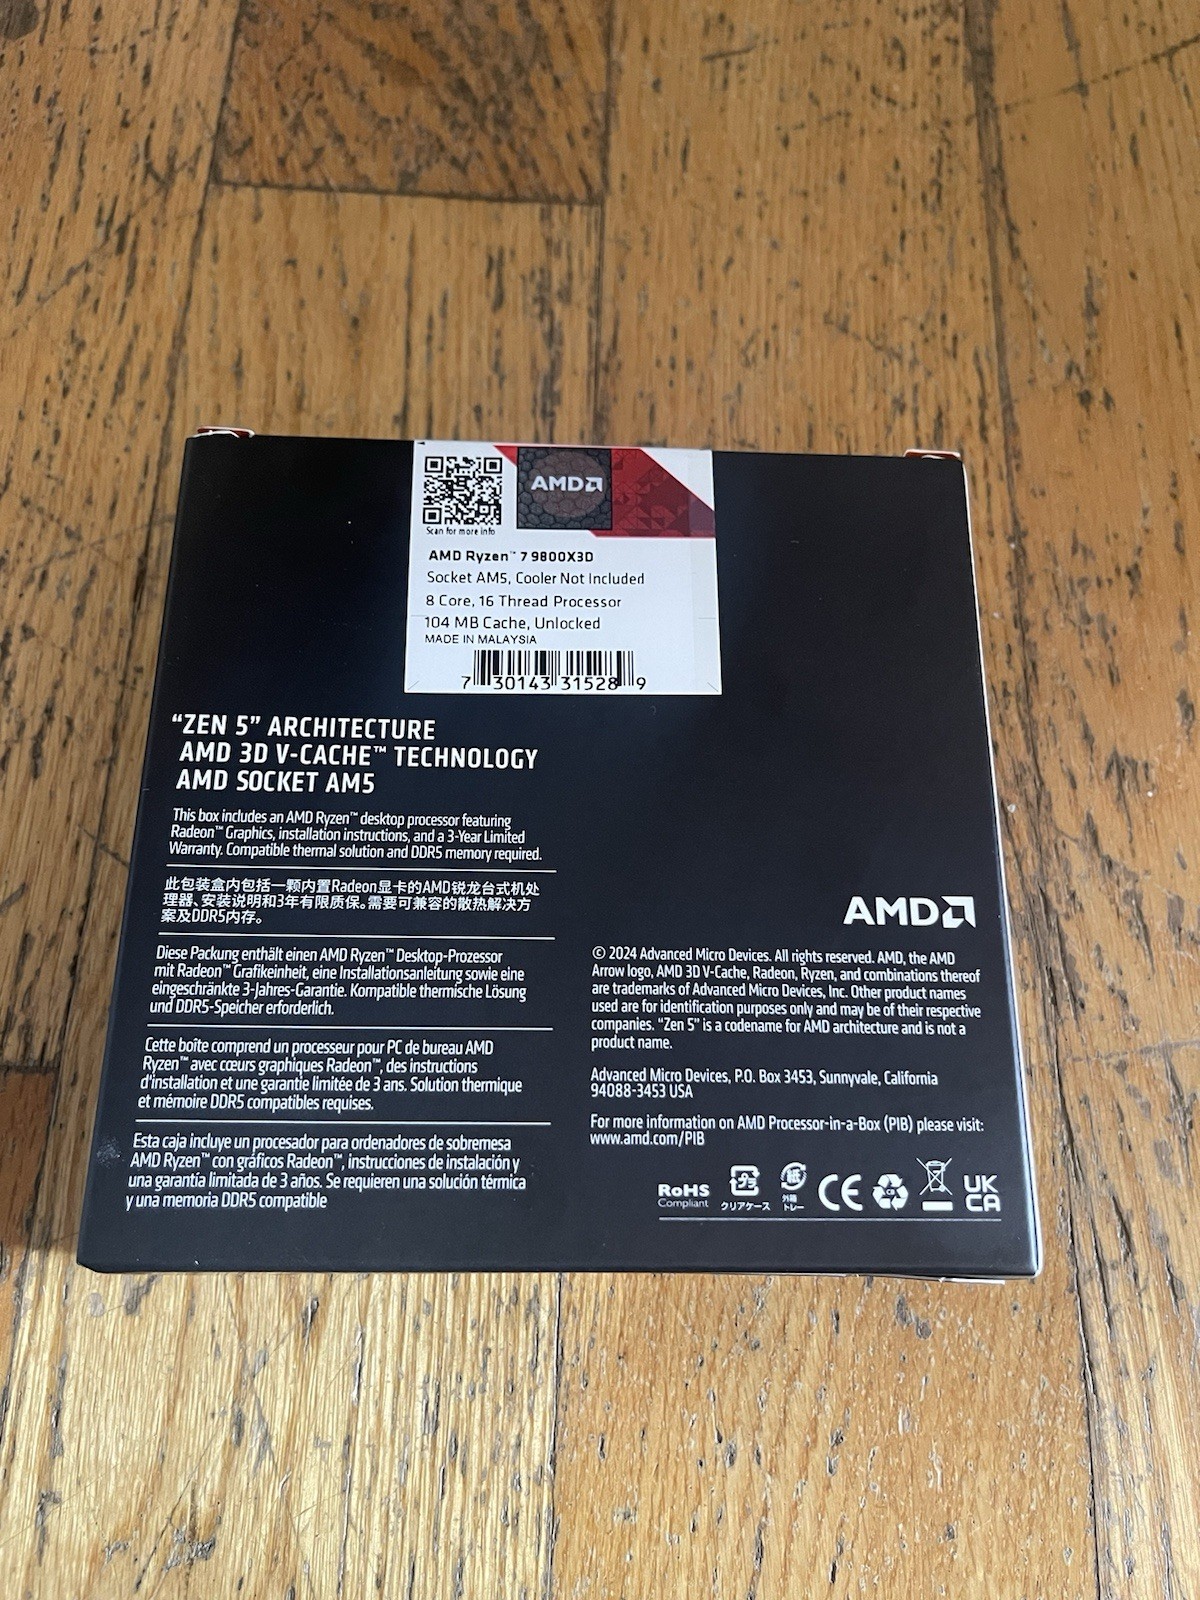 Scan for more info
AMD
AMD Ryzen™ 7 9800X3D
Socket AM5, Cooler Not Included
8 Core, 16 Thread Processor
104 MB Cache, Unlocked
MADE IN MALAYSIA
7 30143 31528 9
“ZEN 5” ARCHITECTURE
AMD 3D V-CACHE™ TECHNOLOGY
AMD SOCKET AM5
This box includes an AMD Ryzen™ desktop processor featuring
Radeon™ Graphics, installation instructions, and a 3-Year Limited
Warranty. Compatible thermal solution and DDR5 memory required.
此包装盒内包括一颗内置Radeon显卡的AMD锐龙台式机处
理器、安装说明和3年有限质保。需要可兼容的散热解决方
案及DDR5内存。
Diese Packung enthält einen AMD Ryzen™ Desktop-Prozessor
mit Radeon™ Grafikeinheit, eine Installationsanleitung sowie eine
eingeschränkte 3-Jahres-Garantie. Kompatible thermische Lösung
und DDR5-Speicher erforderlich.
Cette boîte comprend un processeur pour PC de bureau AMD
Ryzen™ avec cœurs graphiques Radeon™, des instructions
d’installation et une garantie limitée de 3 ans. Solution thermique
et mémoire DDR5 compatibles requises.
Esta caja incluye un procesador para ordenadores de sobremesa
AMD Ryzen™ con gráficos Radeon™, instrucciones de instalación y
una garantía limitada de 3 años. Se requieren una solución térmica
y una memoria DDR5 compatible
AMD
© 2024 Advanced Micro Devices. All rights reserved. AMD, the AMD
Arrow logo, AMD 3D V-Cache, Radeon, Ryzen, and combinations thereof
are trademarks of Advanced Micro Devices, Inc. Other product names
used are for identification purposes only and may be of their respective
companies. “Zen 5” is a codename for AMD architecture and is not a
product name.
Advanced Micro Devices, P.O. Box 3453, Sunnyvale, California
94088-3453 USA
For more information on AMD Processor-in-a-Box (PIB) please visit:
www.amd.com/PIB
RoHS
Compliant
プラ
クリアケース
紙
外箱
トレー
CE
UK
CA